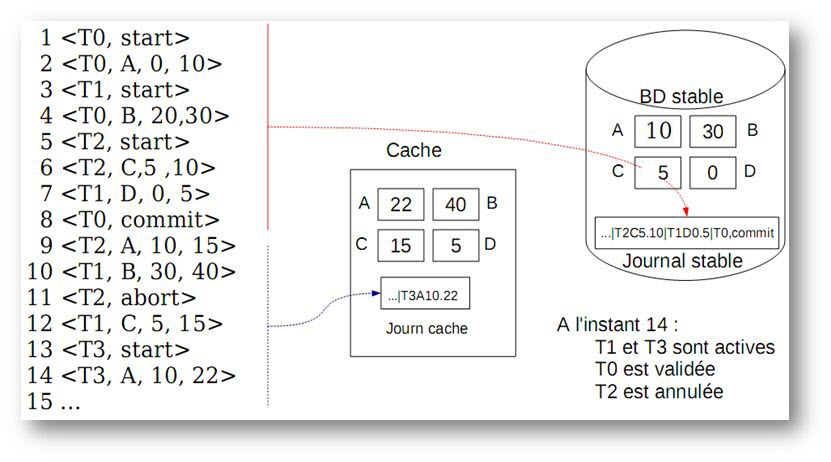 1 <T0, start>
2 <T0, A, 0, 10>
3 <T1, start>
4 <T0, B, 20,30>
5 <T2, start>
6 <T2, C,5 ,10>
7 <T1, D, 0, 5>
8 <T0, commit>
9 <T2, A, 10, 15>
10 <T1, B, 30, 40>
11 <T2, abort>
12 <T1, C, 5, 15>
13 <T3, start>
14 <T3, A, 10, 22>
15 ...
Cache
A 22 40 B
C 15 5 D
...|T3A10.22
Journ cache
BD stable
A 10 30 B
C 5 0 D
...|T2C5.10|T1D0.5|T0,commit
Journal stable
A l'instant 14 :
T1 et T3 sont actives
T0 est validée
T2 est annulée